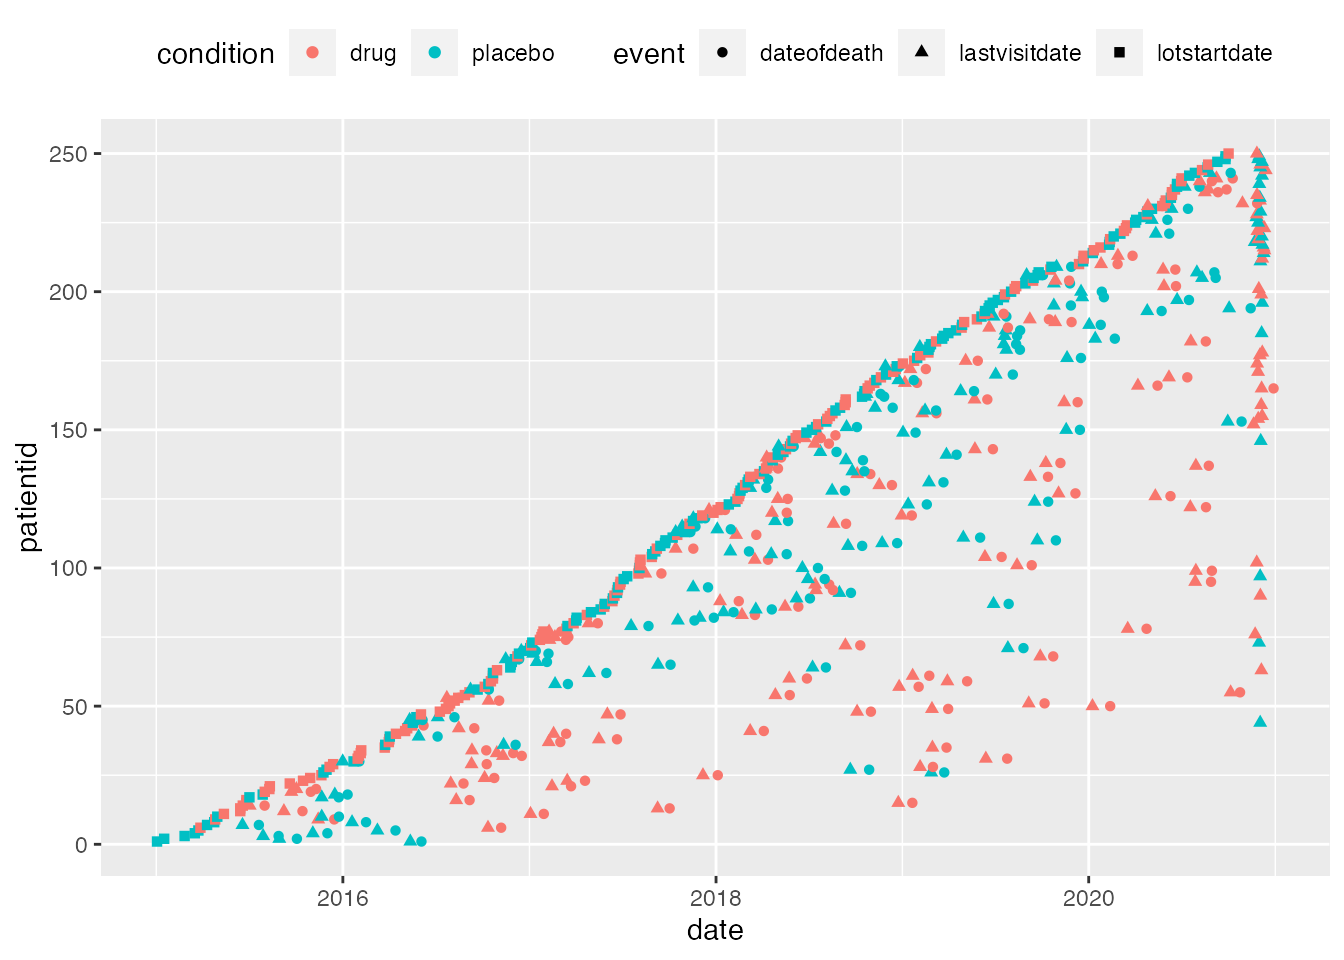 condition drug placebo event dateofdeath lastvisitdate lotstartdate
250
200
150
100
50
0
patientid
2016 2018 2020
date